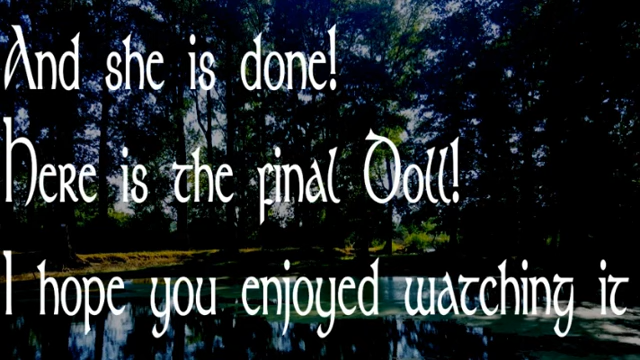 And she is done!
Here is the final Doll!
I hope you enjoyed watching it